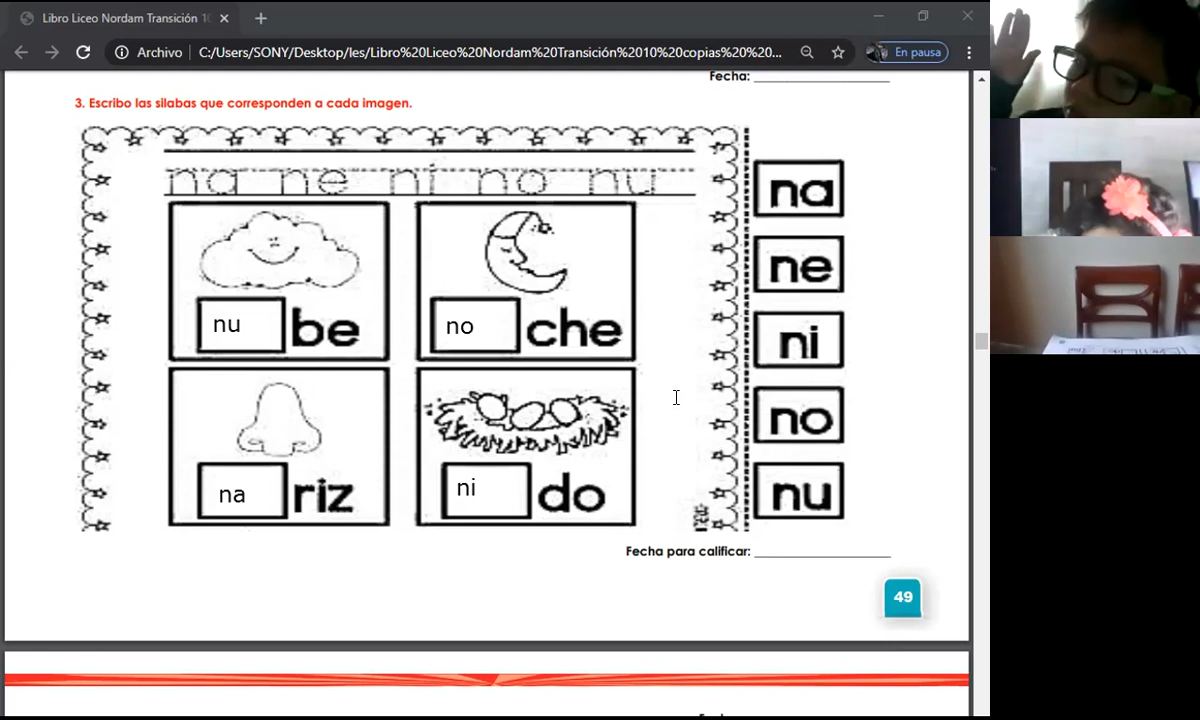 Libro Liceo Nordam Transición 1
Archivo C:/Users/SONY/Desktop/les/Libro%20Liceo%20Nordam%20Transición%2010%20copias%20%20... En pausa
Fecha:
3. Escribo las silabas que corresponden a cada imagen.
na ne ni no nu
nu be
no che
na riz
ni do
na
ne
ni
no
nu
Fecha para calificar:
49